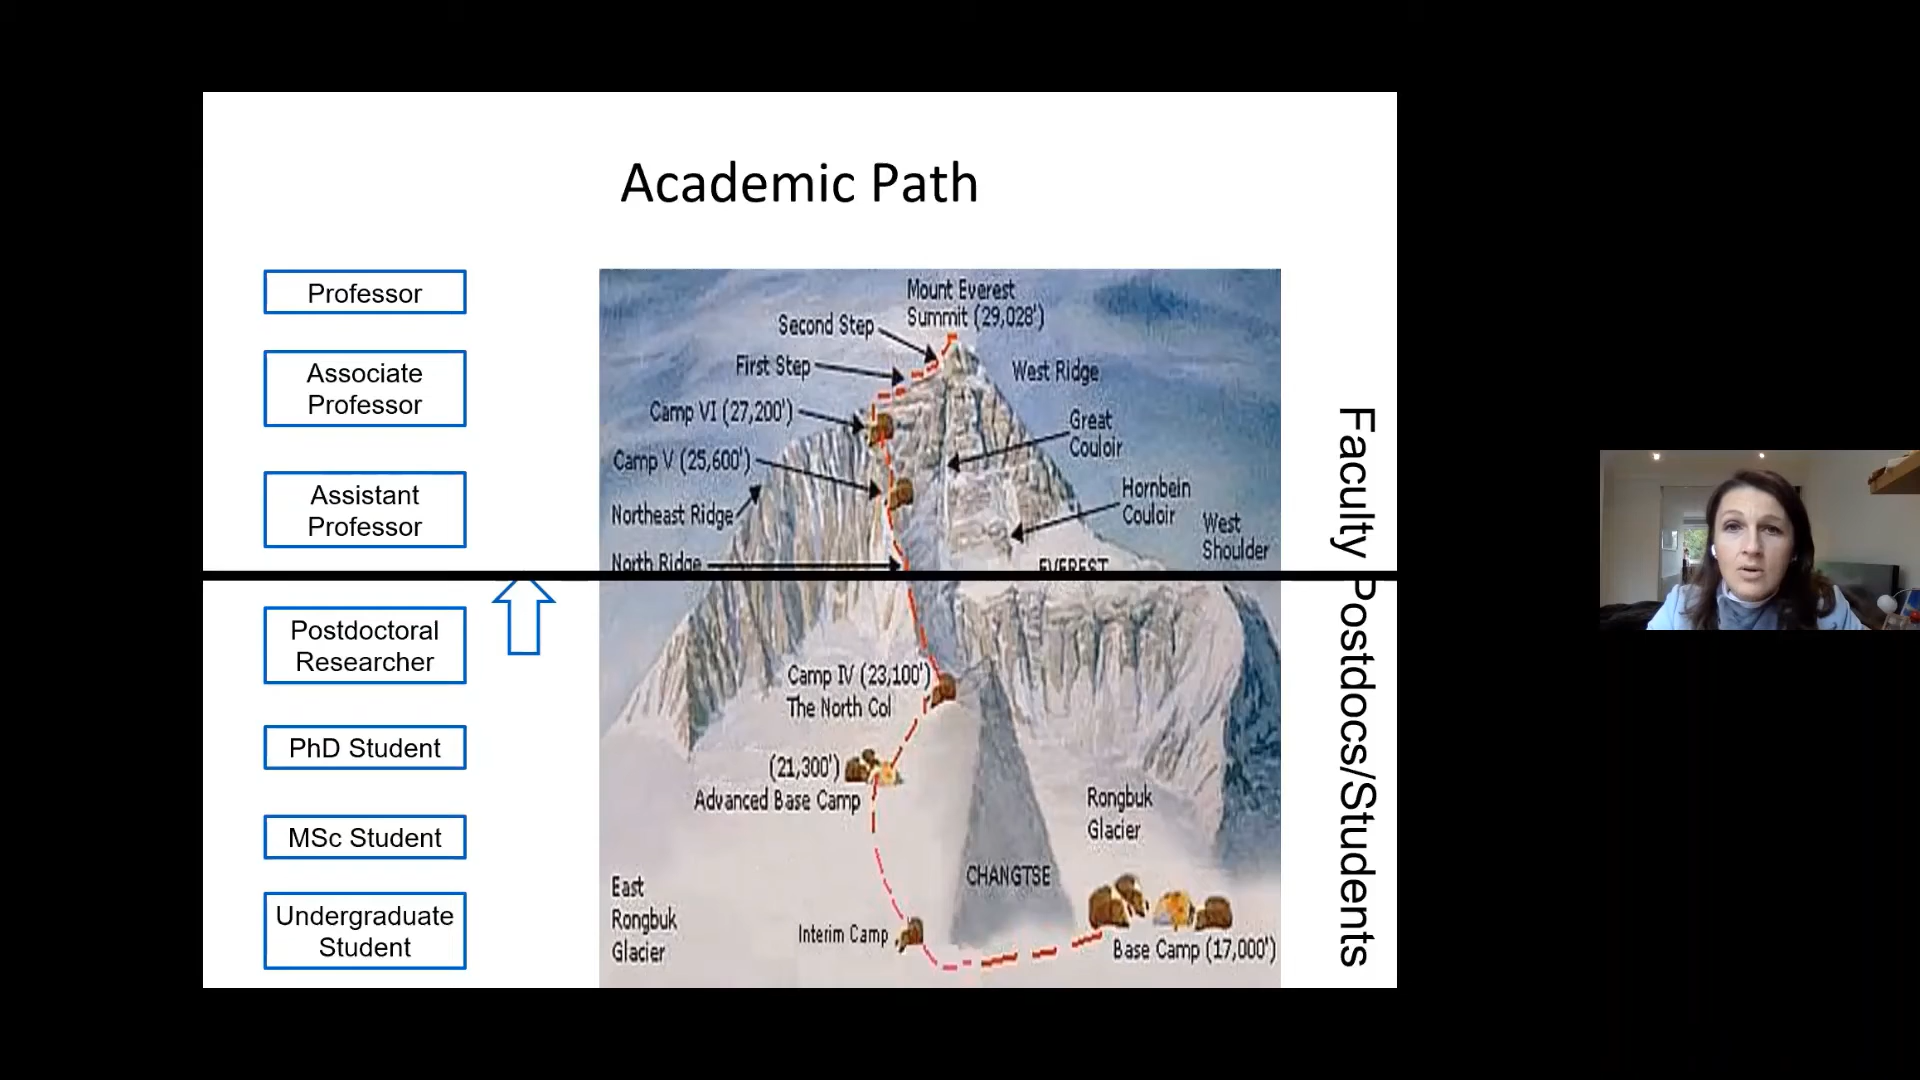 Academic Path
Professor
Associate
Professor
Assistant
Professor
Postdoctoral
Researcher
PhD Student
MSc Student
Undergraduate
Student
Mount Everest
Summit (29,028')
Second Step
First Step
West Ridge
Camp VI (27,200')
Great
Couloir
Camp V (25,600')
Hornbein
Couloir
Northeast Ridge
West
Shoulder
North Ridge
EVEREST
Camp IV (23,100')
The North Col
(21,300')
Advanced Base Camp
Rongbuk
Glacier
CHANGTSE
East
Rongbuk
Glacier
Interim Camp
Base Camp (17,000')
Faculty
Postdocs/Students